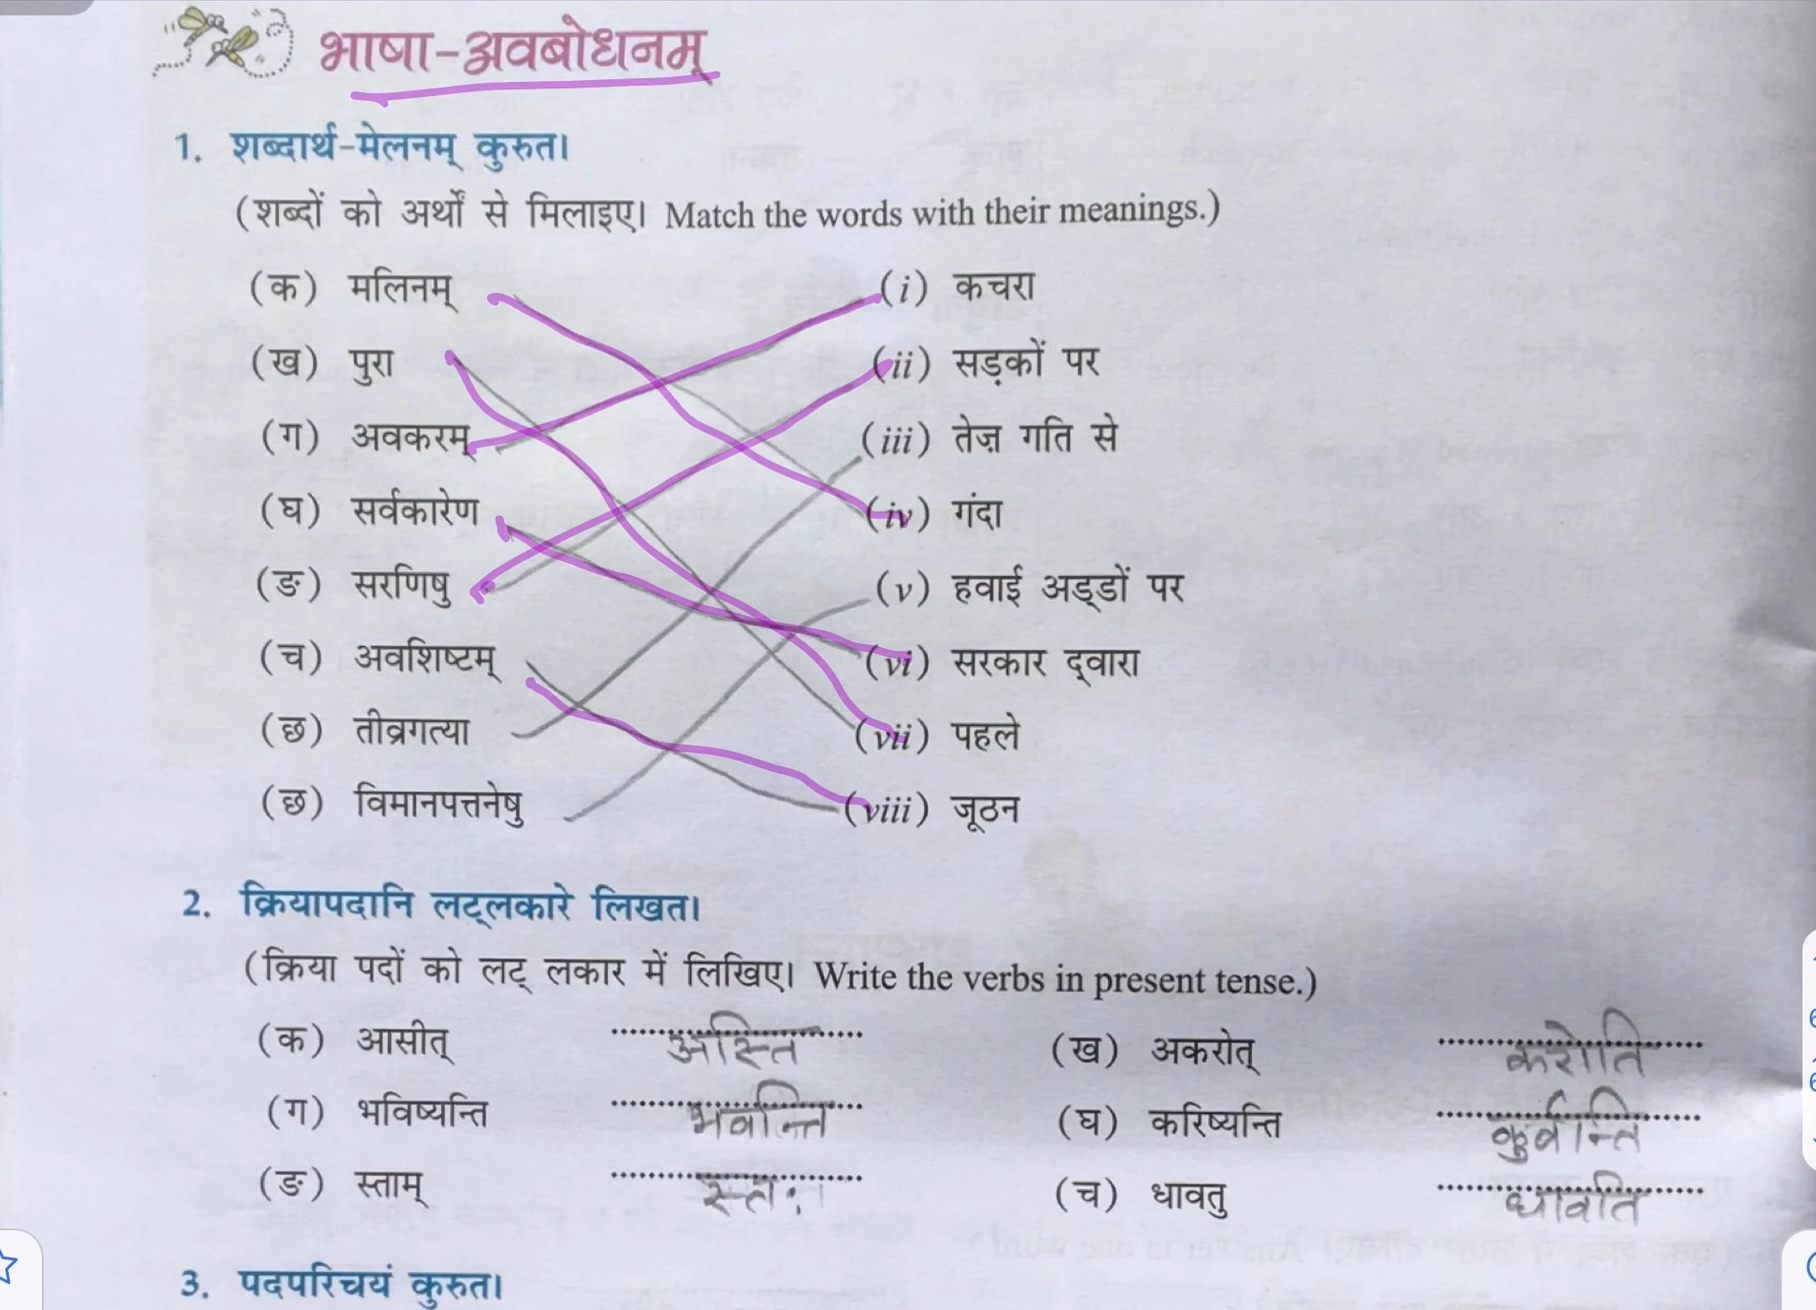 भाषा-अवबोधनम्
1. शब्दार्थ-मेलनम् कुरुत।
(शब्दों को अर्थों से मिलाइए। Match the words with their meanings.)
(क) मलिनम् (i) कचरा
(ख) पुरा (ii) सड़कों पर
(ग) अवकरम् (iii) तेज़ गति से
(घ) सर्वकारेण (iv) गंदा
(ङ) सरणिषु (v) हवाई अड्डों पर
(च) अवशिष्टम् (vi) सरकार द्वारा
(छ) तीव्रगत्या (vii) पहले
(छ) विमानपत्तनेषु (viii) जूठन
2. क्रियापदानि लट्लकारे लिखत।
(क्रिया पदों को लट् लकार में लिखिए। Write the verbs in present tense.)
(क) आसीत् अस्ति (ख) अकरोत् करोति
(ग) भविष्यन्ति भवन्ति (घ) करिष्यन्ति कुर्वन्ति
(ङ) स्ताम् स्तः (च) धावतु धावति
3. पदपरिचयं कुरुत।